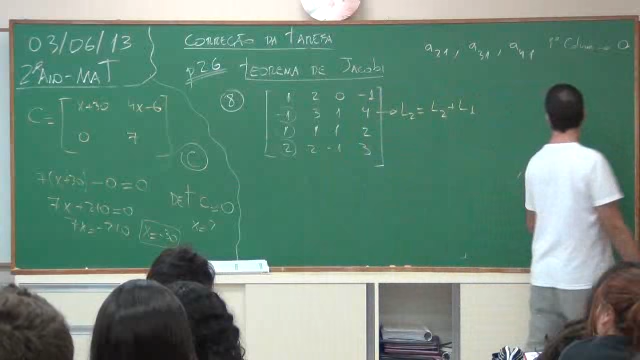 03/06/13
2º ANO - MAT
C = [ x+30 4x-6
0 7 ]
C
7(x+30) - 0 = 0
7x + 210 = 0
7x = -210
x = -30
DET C = 0
x = ?
CORREÇÃO DA TAREFA
p 26
TEOREMA DE JACOBI
8
1 2 0 -1
-1 3 1 4 → L2 = L2 + L1
1 1 1 2
2 2 -1 3
a21, a31, a41 1ª Coluna 0